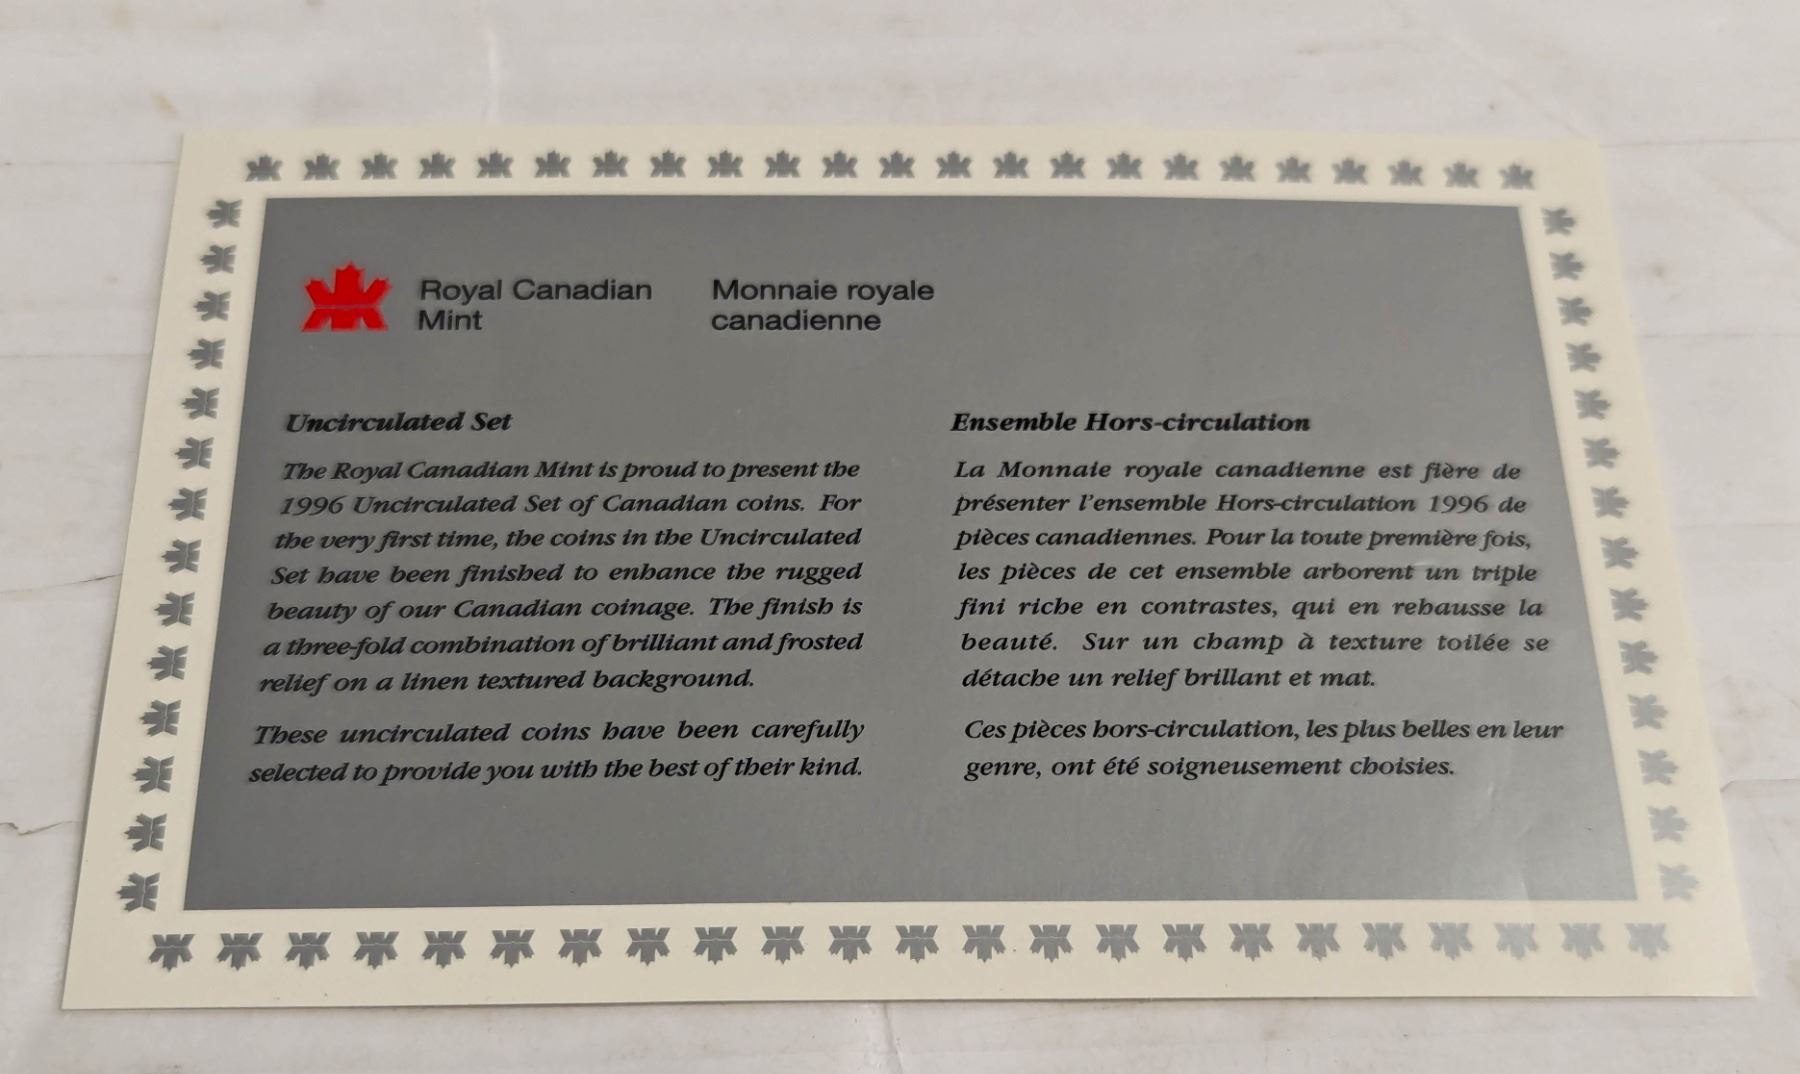 Royal Canadian
Mint
Monnaie royale
canadienne
Uncirculated Set
The Royal Canadian Mint is proud to present the
1996 Uncirculated Set of Canadian coins. For
the very first time, the coins in the Uncirculated
Set have been finished to enhance the rugged
beauty of our Canadian coinage. The finish is
a three-fold combination of brilliant and frosted
relief on a linen textured background.
These uncirculated coins have been carefully
selected to provide you with the best of their kind.
Ensemble Hors-circulation
La Monnaie royale canadienne est fière de
présenter l'ensemble Hors-circulation 1996 de
pièces canadiennes. Pour la toute première fois,
les pièces de cet ensemble arborent un triple
fini riche en contrastes, qui en rehausse la
beauté. Sur un champ à texture toilée se
détache un relief brillant et mat.
Ces pièces hors-circulation, les plus belles en leur
genre, ont été soigneusement choisies.